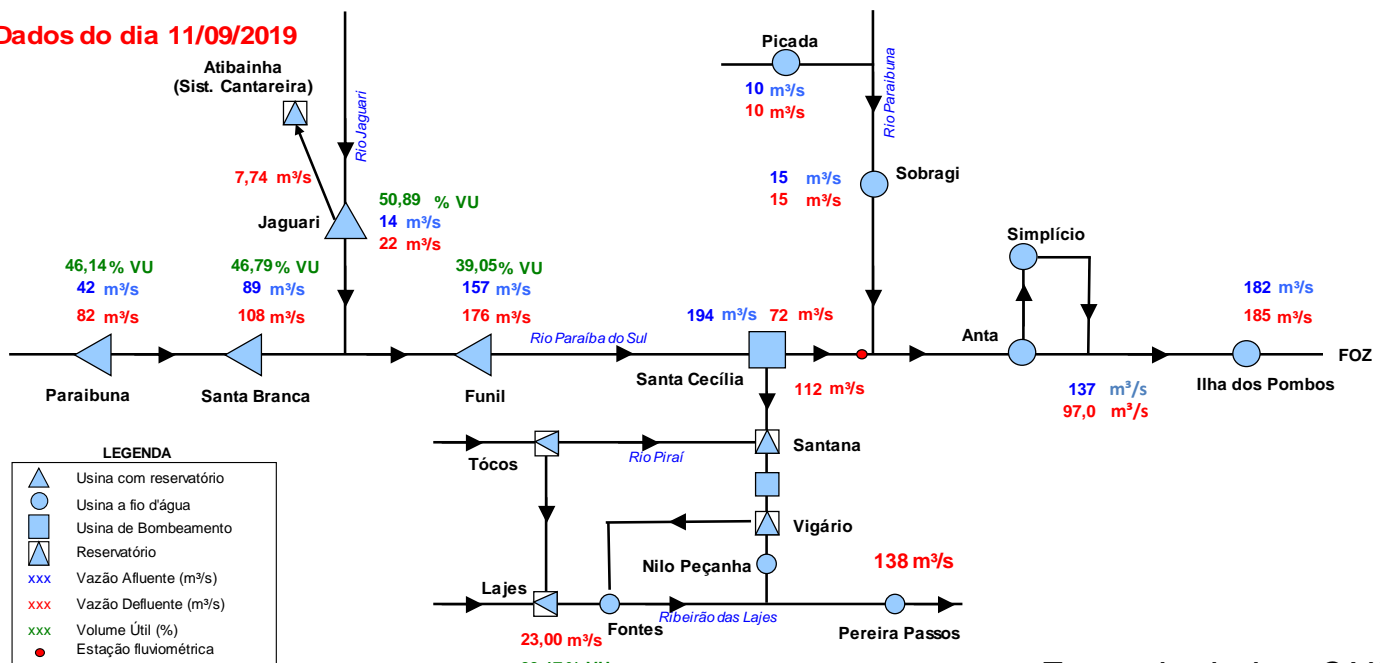 Dados do dia 11/09/2019
Atibainha
(Sist. Cantareira)
Rio Jaguari
7,74 m³/s
Jaguari
50,89 % VU
14 m³/s
22 m³/s
Picada
10 m³/s
10 m³/s
Rio Paraibuna
15 m³/s
15 m³/s
Sobragi
46,14 % VU
42 m³/s
82 m³/s
Paraibuna
46,79 % VU
89 m³/s
108 m³/s
Santa Branca
39,05 % VU
157 m³/s
176 m³/s
Funil
Rio Paraíba do Sul
194 m³/s 72 m³/s
Santa Cecília
112 m³/s
Simplício
Anta
137 m³/s
97,0 m³/s
182 m³/s
185 m³/s
Ilha dos Pombos
FOZ
Tócos
Rio Piraí
Santana
Vigário
Nilo Peçanha
138 m³/s
Lajes
23,00 m³/s
Fontes
Ribeirão das Lajes
Pereira Passos
LEGENDA
Usina com reservatório
Usina a fio d'água
Usina de Bombeamento
Reservatório
xxx Vazão Afluente (m³/s)
xxx Vazão Defluente (m³/s)
xxx Volume Útil (%)
Estação fluviométrica